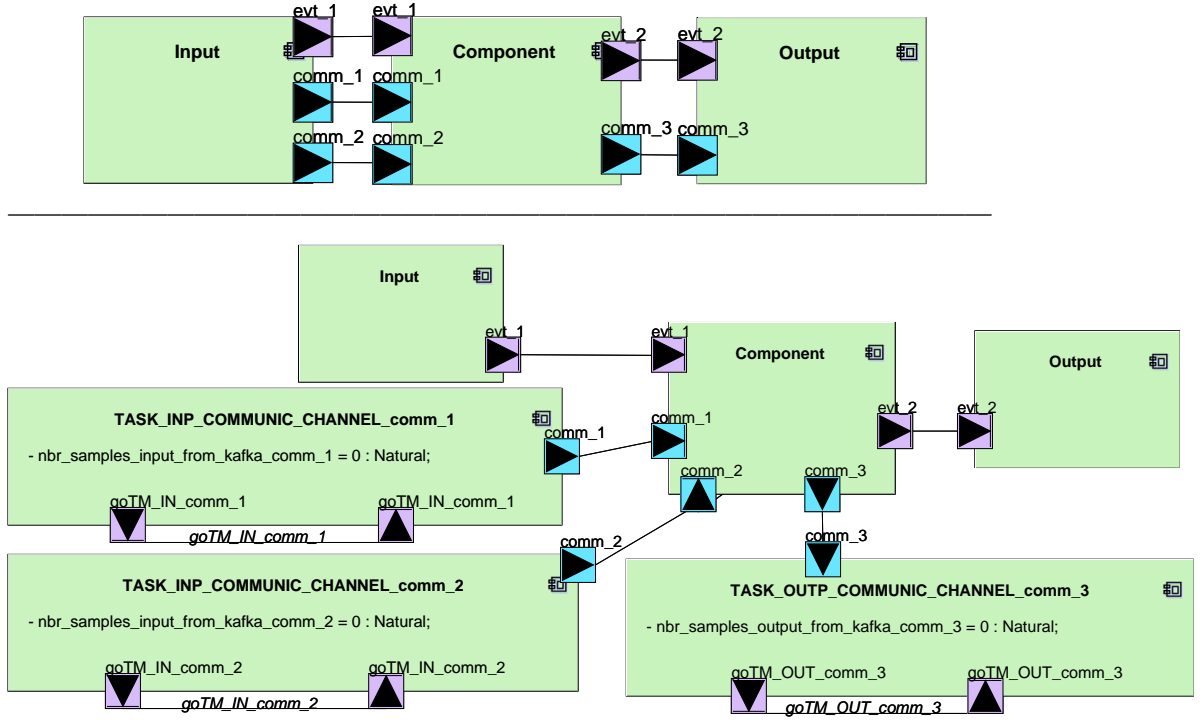 evt_1 evt_1
Input Component evt_2 evt_2 Output
comm_1 comm_1
comm_2 comm_2 comm_3 comm_3
Input
evt_1 evt_1
Component
Output
TASK_INP_COMMUNIC_CHANNEL_comm_1
comm_1 comm_1
evt_2 evt_2
- nbr_samples_input_from_kafka_comm_1 = 0 : Natural;
comm_2 comm_3
goTM_IN_comm_1 goTM_IN_comm_1
goTM_IN_comm_1
comm_2 comm_3
TASK_INP_COMMUNIC_CHANNEL_comm_2
TASK_OUTP_COMMUNIC_CHANNEL_comm_3
- nbr_samples_input_from_kafka_comm_2 = 0 : Natural;
- nbr_samples_output_from_kafka_comm_3 = 0 : Natural;
goTM_IN_comm_2 goTM_IN_comm_2
goTM_OUT_comm_3 goTM_OUT_comm_3
goTM_IN_comm_2
goTM_OUT_comm_3